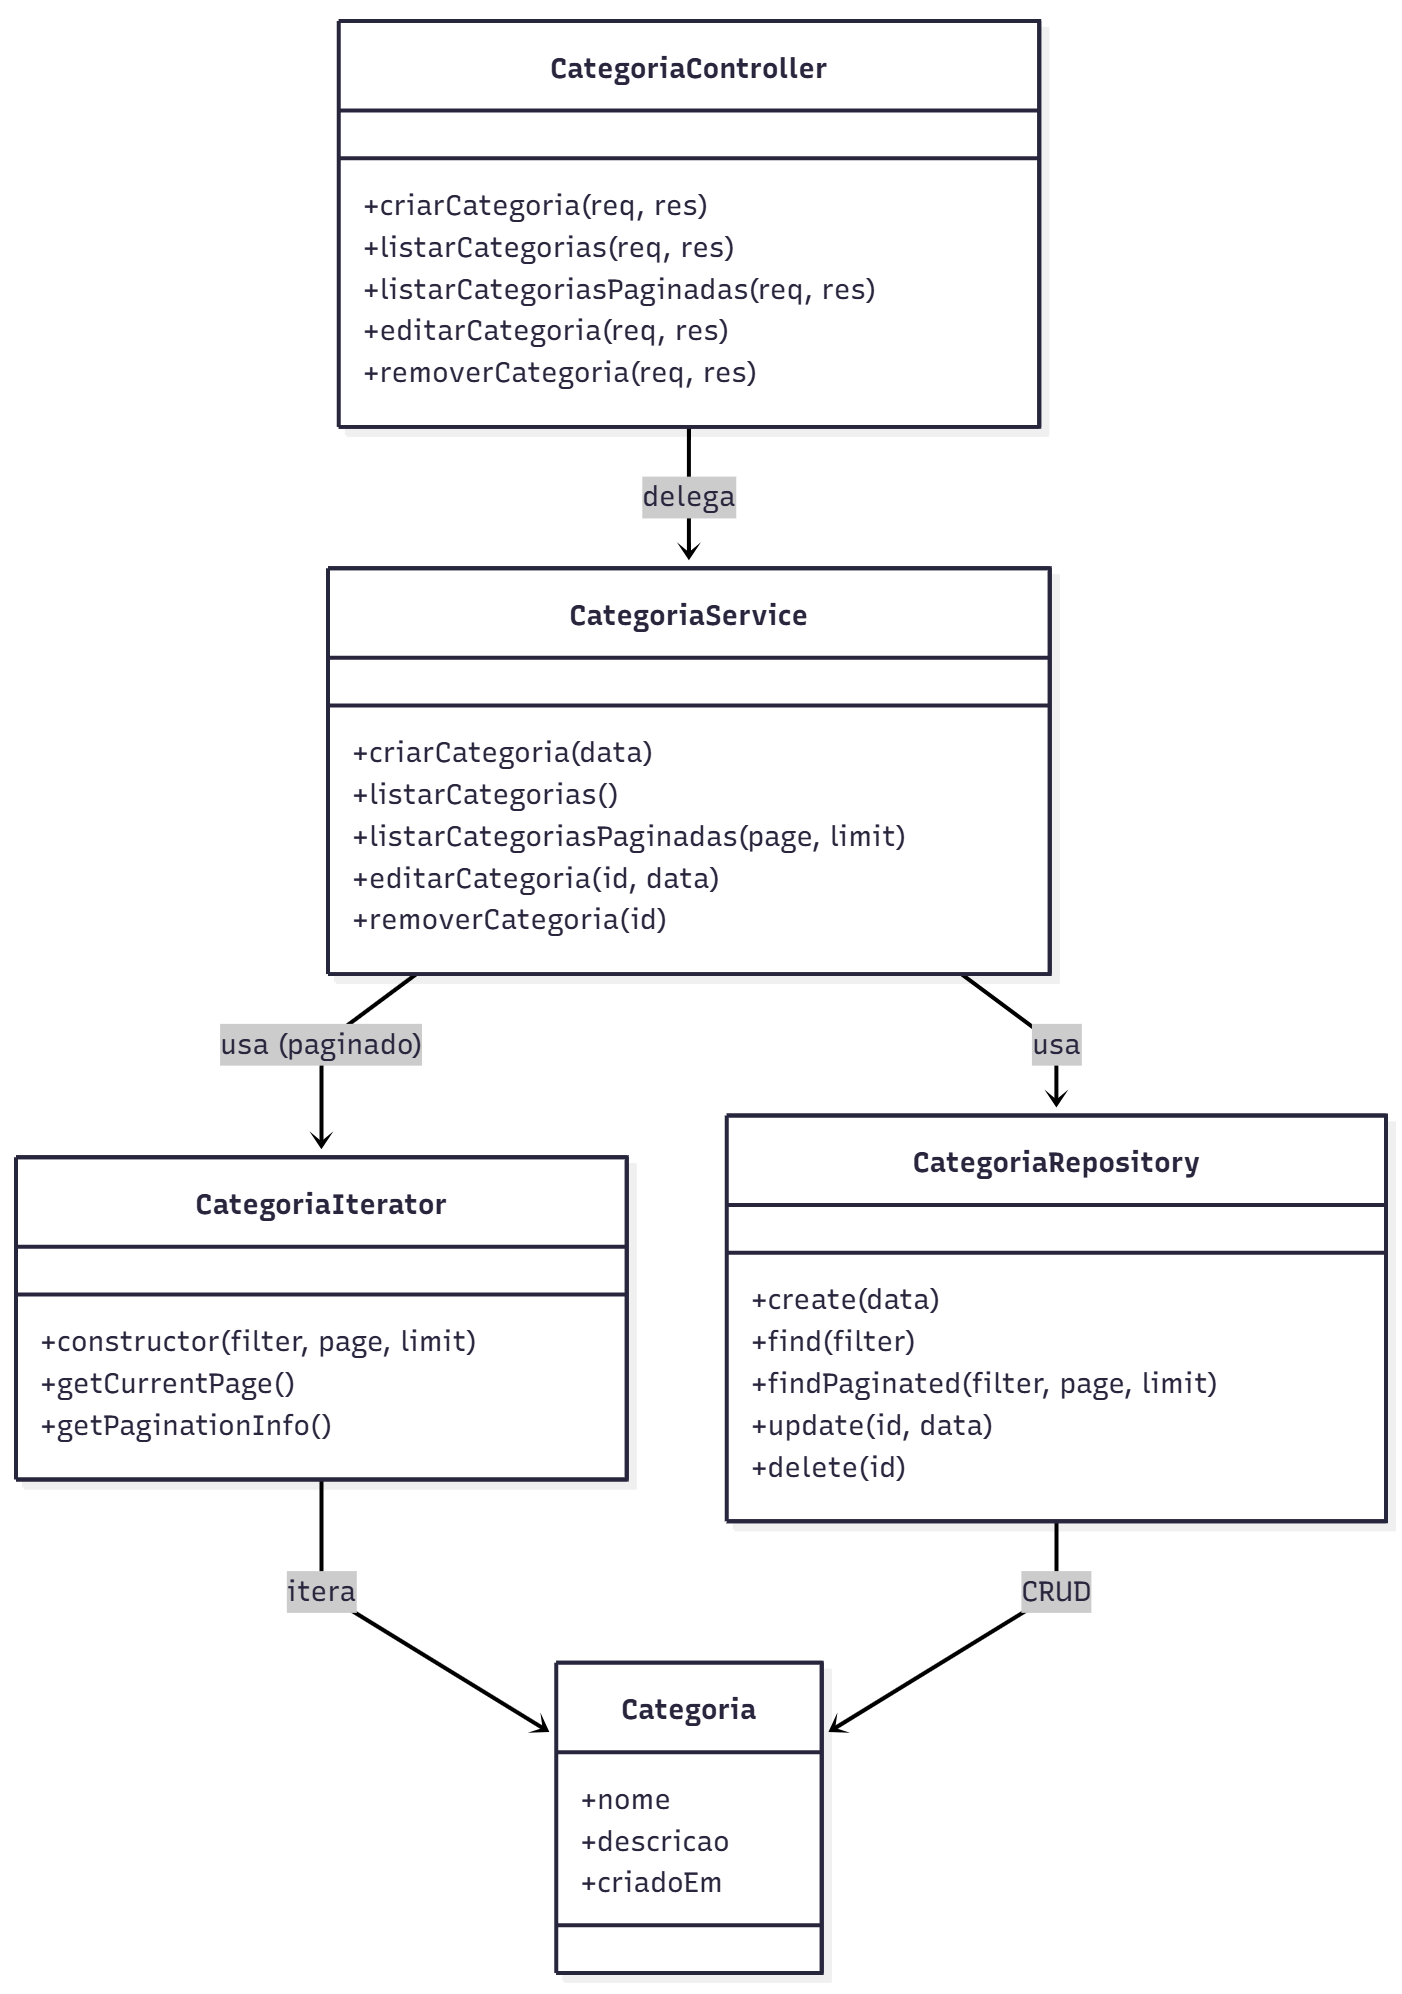 CategoriaController
+criarCategoria(req, res)
+listarCategorias(req, res)
+listarCategoriasPaginadas(req, res)
+editarCategoria(req, res)
+removerCategoria(req, res)
delega
CategoriaService
+criarCategoria(data)
+listarCategorias()
+listarCategoriasPaginadas(page, limit)
+editarCategoria(id, data)
+removerCategoria(id)
usa (paginado)
usa
CategoriaIterator
+constructor(filter, page, limit)
+getCurrentPage()
+getPaginationInfo()
CategoriaRepository
+create(data)
+find(filter)
+findPaginated(filter, page, limit)
+update(id, data)
+delete(id)
itera
CRUD
Categoria
+nome
+descricao
+criadoEm